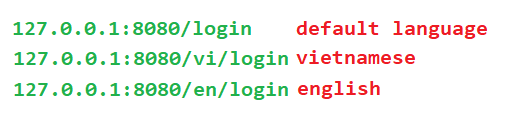 127.0.0.1:8080/login default language
127.0.0.1:8080/vi/login vietnamese
127.0.0.1:8080/en/login english